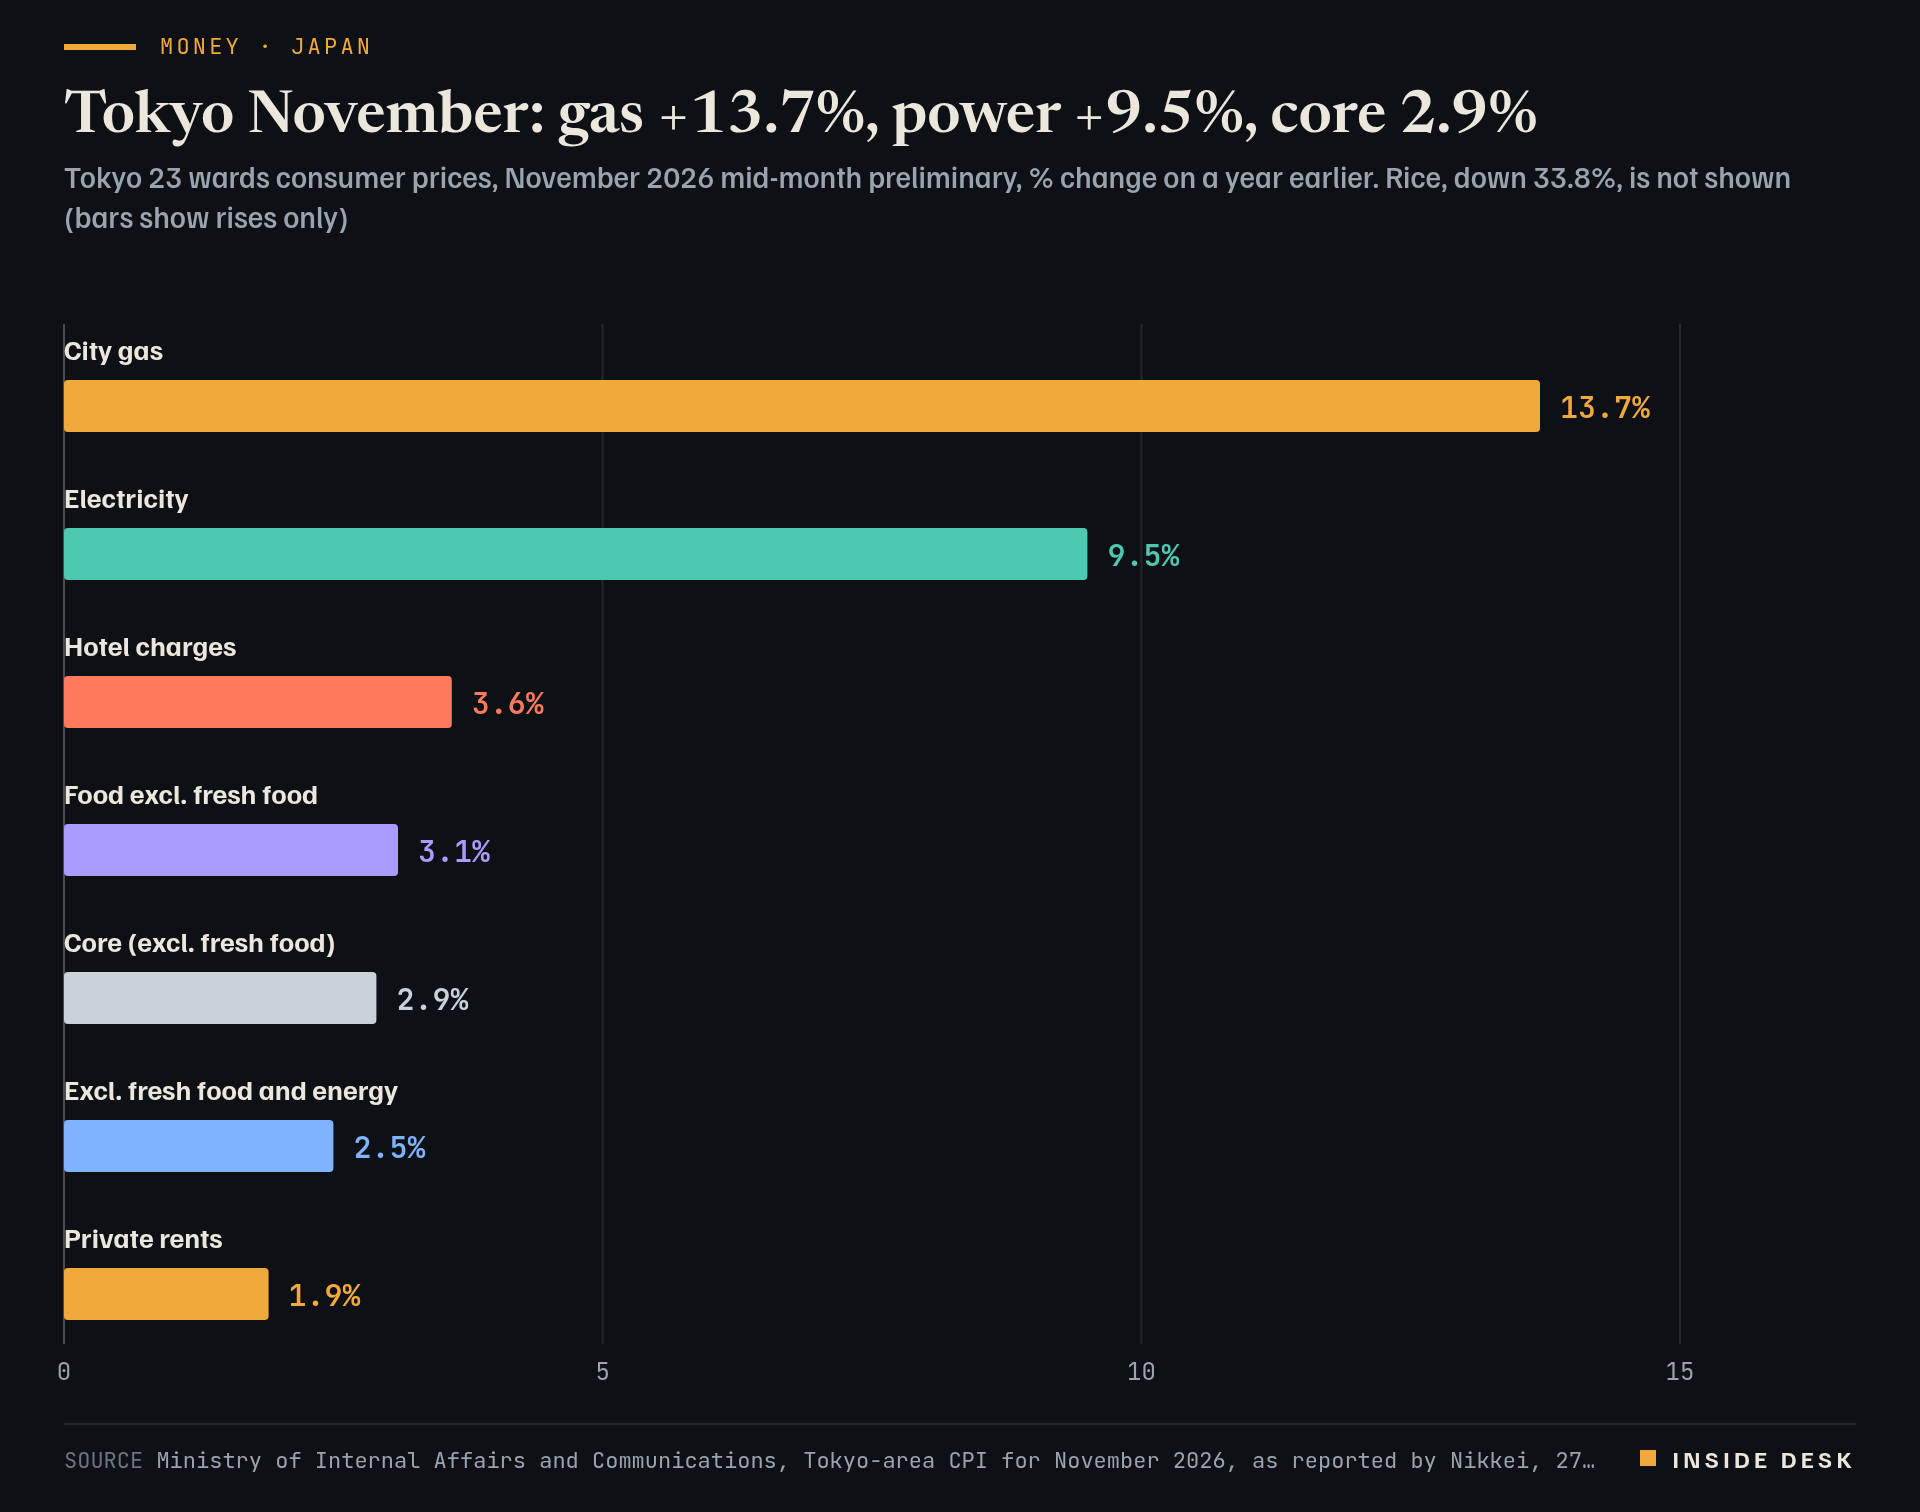 MONEY · JAPAN
Tokyo November: gas +13.7%, power +9.5%, core 2.9%
Tokyo 23 wards consumer prices, November 2026 mid-month preliminary, % change on a year earlier. Rice, down 33.8%, is not shown
(bars show rises only)
City gas
13.7%
Electricity
9.5%
Hotel charges
3.6%
Food excl. fresh food
3.1%
Core (excl. fresh food)
2.9%
Excl. fresh food and energy
2.5%
Private rents
1.9%
0 5 10 15
SOURCE Ministry of Internal Affairs and Communications, Tokyo-area CPI for November 2026, as reported by Nikkei, 27…
INSIDE DESK